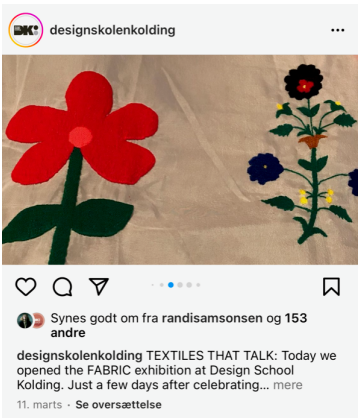 DK:
designskolenkolding
Synes godt om fra randisamsonsen og 153
andre
designskolenkolding TEXTILES THAT TALK: Today we
opened the FABRIC exhibition at Design School
Kolding. Just a few days after celebrating... mere
11. marts · Se oversættelse